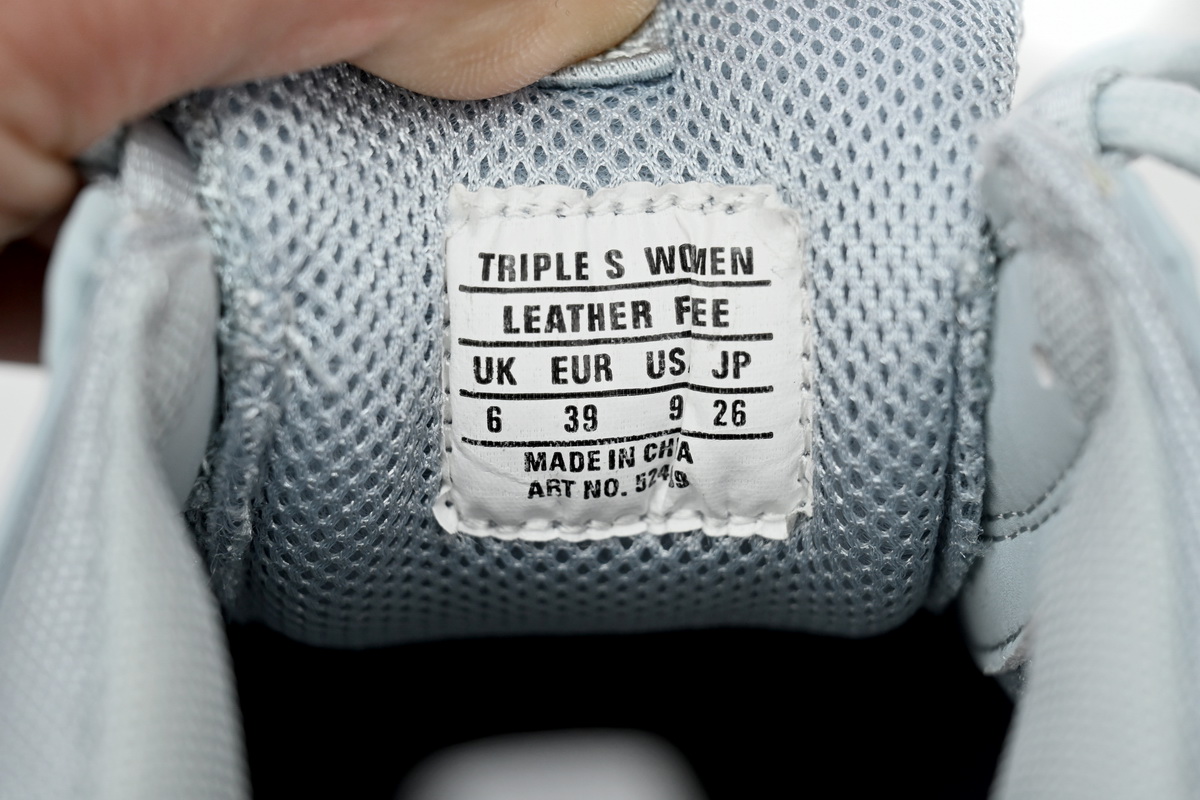 TRIPLE S WOMEN
LEATHER FEE
UK EUR US JP
6 39 9 26
MADE IN CHINA
ART NO.